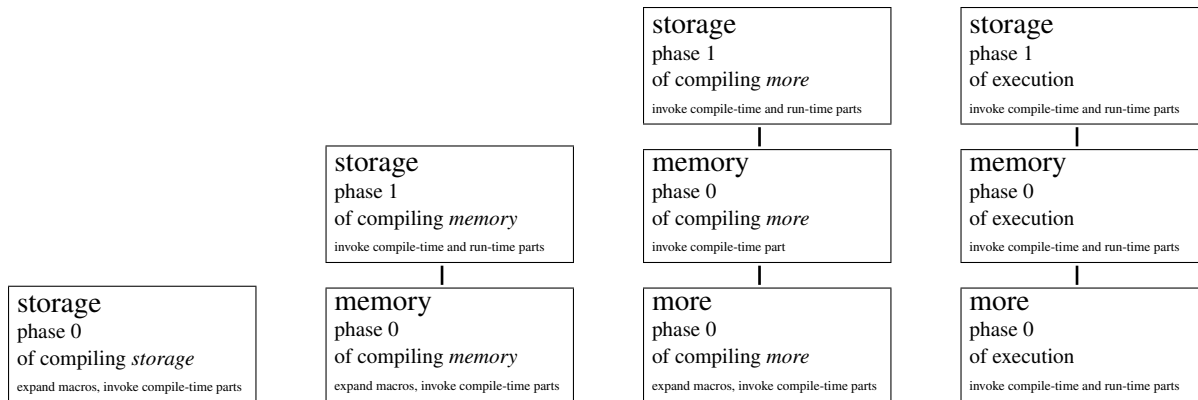 storage
phase 1
of compiling more
invoke compile-time and run-time parts
storage
phase 1
of execution
invoke compile-time and run-time parts
storage
phase 1
of compiling memory
invoke compile-time and run-time parts
memory
phase 0
of compiling more
invoke compile-time part
memory
phase 0
of execution
invoke compile-time and run-time parts
storage
phase 0
of compiling storage
expand macros, invoke compile-time parts
memory
phase 0
of compiling memory
expand macros, invoke compile-time parts
more
phase 0
of compiling more
expand macros, invoke compile-time parts
more
phase 0
of execution
invoke compile-time and run-time parts